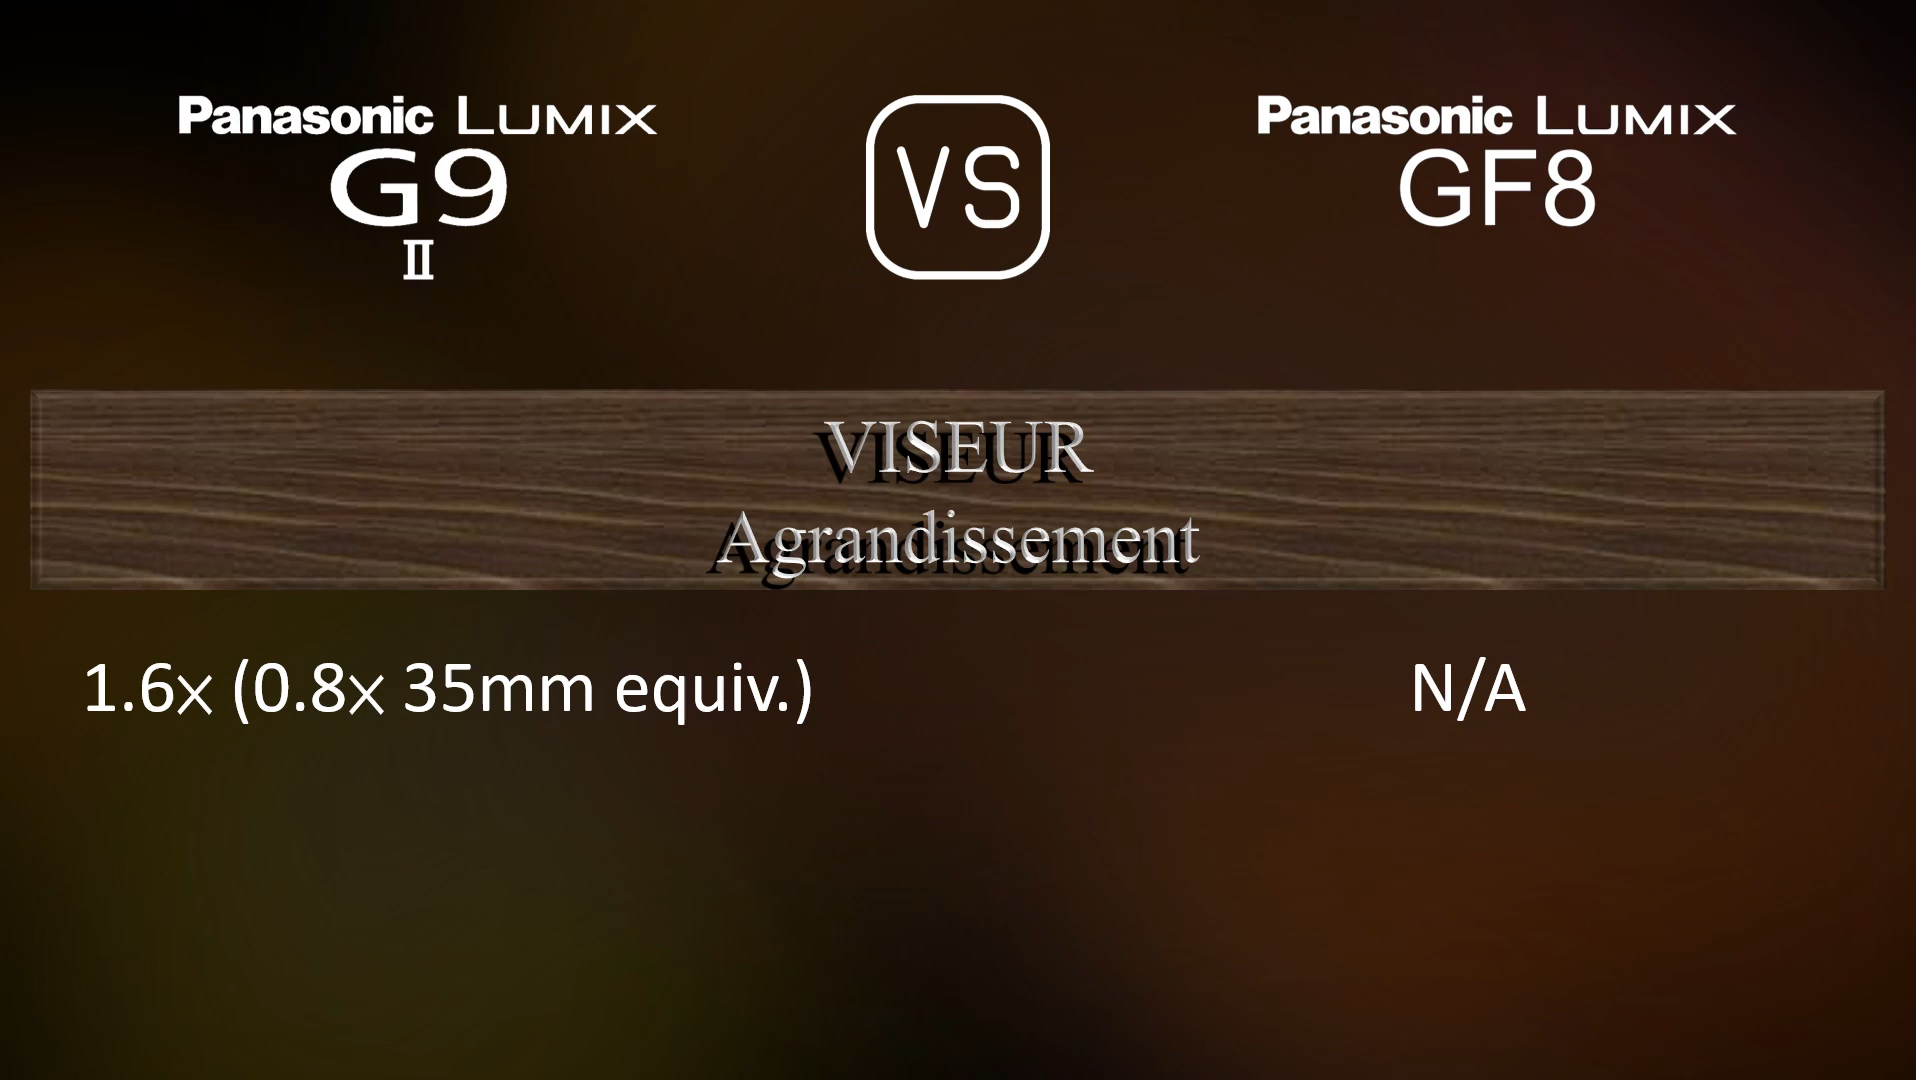 Panasonic LUMIX
G9
II
VS
Panasonic LUMIX
GF8
VISEUR
Agrandissement
1.6x (0.8x 35mm equiv.)
N/A